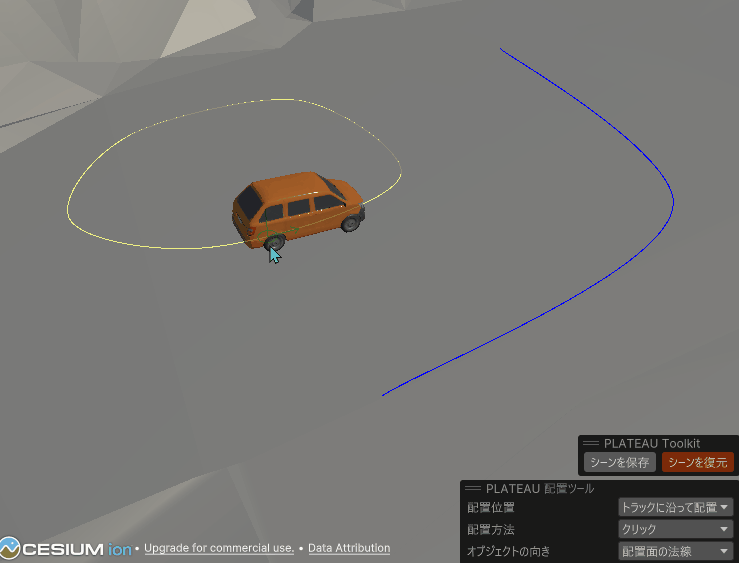 PLATEAU Toolkit
シーンを保存 シーンを復元
PLATEAU 配置ツール
配置位置 トラックに沿って配置
配置方法 クリック
オブジェクトの向き 配置面の法線
CESIUM ion • Upgrade for commercial use. • Data Attribution